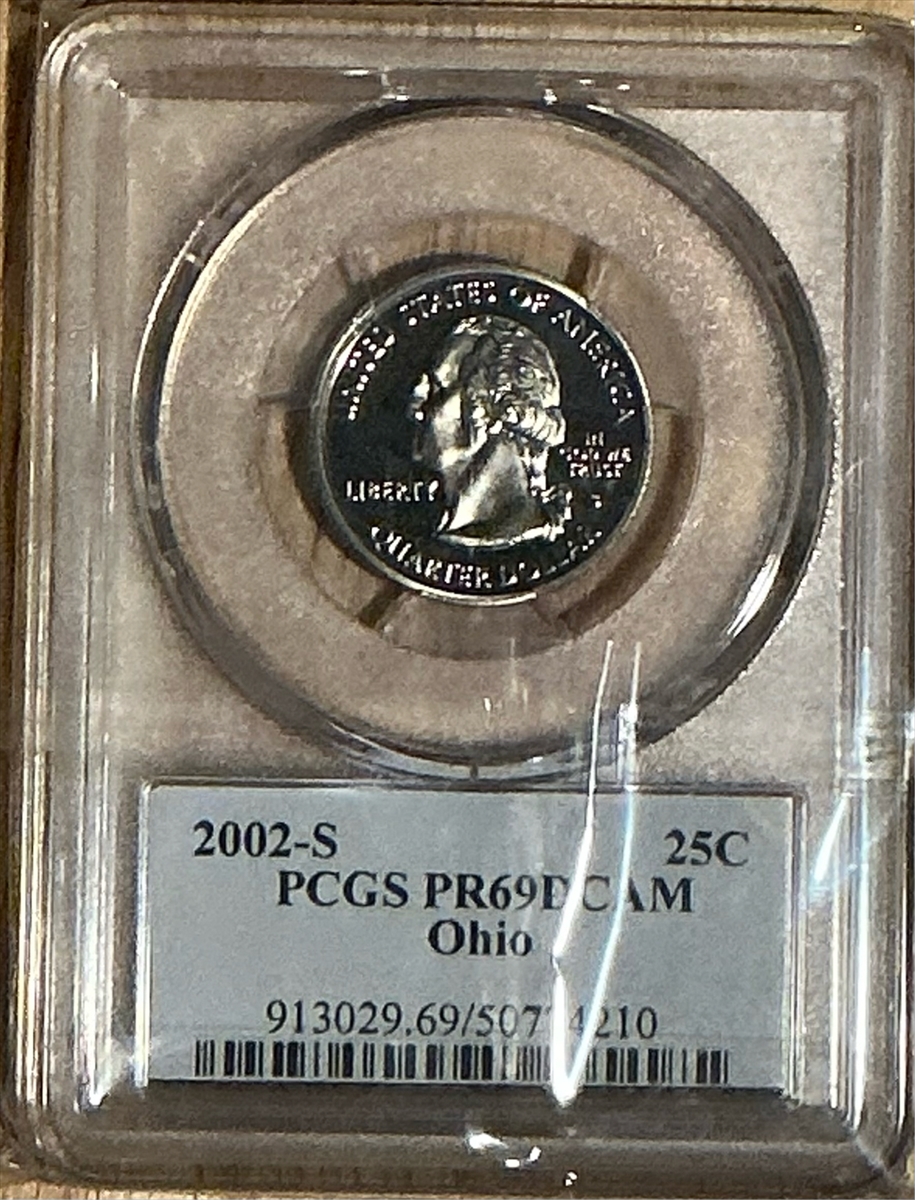 UNITED STATES OF AMERICA
LIBERTY
IN
GOD WE
TRUST
QUARTER DOLLAR
2002-S 25C
PCGS PR69DCAM
Ohio